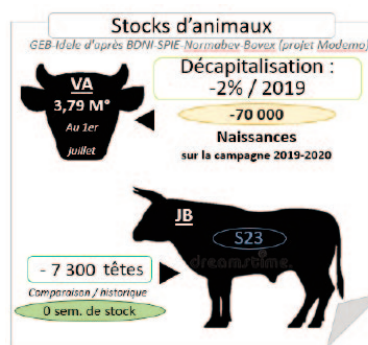 Stocks d'animaux
GEB-Idele d'après BDNI-SPIE-Normabev-Bovex (projet Modemo)
VA
3,79 M°
Au 1er
juillet
Décapitalisation :
-2% / 2019
-70 000
Naissances
sur la campagne 2019-2020
JB
S23
dreamstime.
- 7 300 têtes
Comparaison / historique
0 sem. de stock